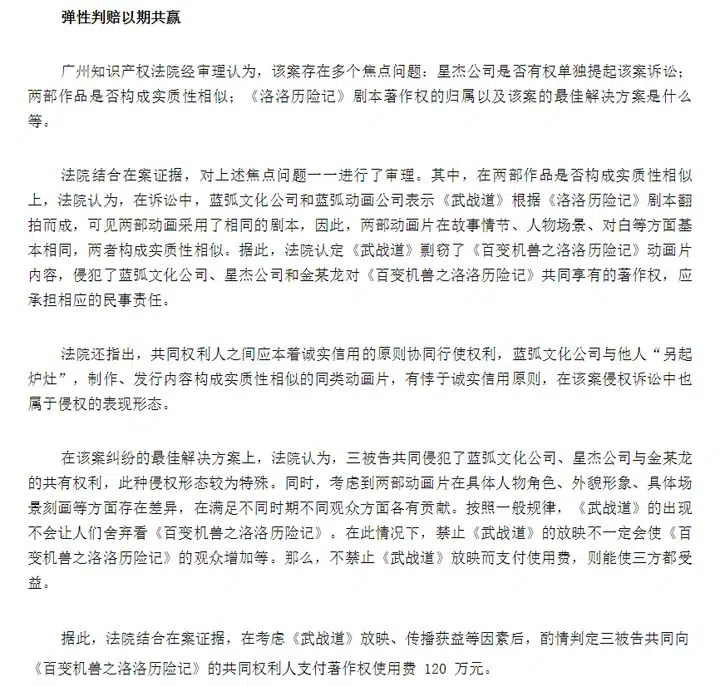 弹性判赔以期共赢
广州知识产权法院经审理认为，该案存在多个焦点问题：星杰公司是否有权单独提起该案诉讼；
两部作品是否构成实质性相似；《洛洛历险记》剧本著作权的归属以及该案的最佳解决方案是什么
等。
法院结合在案证据，对上述焦点问题一一进行了审理。其中，在两部作品是否构成实质性相似
上，法院认为，在诉讼中，蓝弧文化公司和蓝弧动画公司表示《武战道》根据《洛洛历险记》剧本翻
拍而成，可见两部动画采用了相同的剧本，因此，两部动画片在故事情节、人物场景、对白等方面基
本相同，两者构成实质性相似。据此，法院认定《武战道》剽窃了《百变机兽之洛洛历险记》动画片
内容，侵犯了蓝弧文化公司、星杰公司和金某龙对《百变机兽之洛洛历险记》共同享有的著作权，应
承担相应的民事责任。
法院还指出，共同权利人之间应本着诚实信用的原则协同行使权利，蓝弧文化公司与他人“另起
炉灶”，制作、发行内容构成实质性相似的同类动画片，有悖于诚实信用原则，在该案侵权诉讼中也
属于侵权的表现形态。
在该案纠纷的最佳解决方案上，法院认为，三被告共同侵犯了蓝弧文化公司、星杰公司与金某龙
的共有权利，此种侵权形态较为特殊。同时，考虑到两部动画片在具体人物角色、外貌形象、具体场
景刻画等方面存在差异，在满足不同时期不同观众方面各有贡献。按照一般规律，《武战道》的出现
不会让人们舍弃看《百变机兽之洛洛历险记》。在此情况下，禁止《武战道》的放映不一定会使《百
变机兽之洛洛历险记》的观众增加等。那么，不禁止《武战道》放映而支付使用费，则能使三方都受
益。
据此，法院结合在案证据，在考虑《武战道》放映、传播获益等因素后，酌情判定三被告共同向
《百变机兽之洛洛历险记》的共同权利人支付著作权使用费 120 万元。